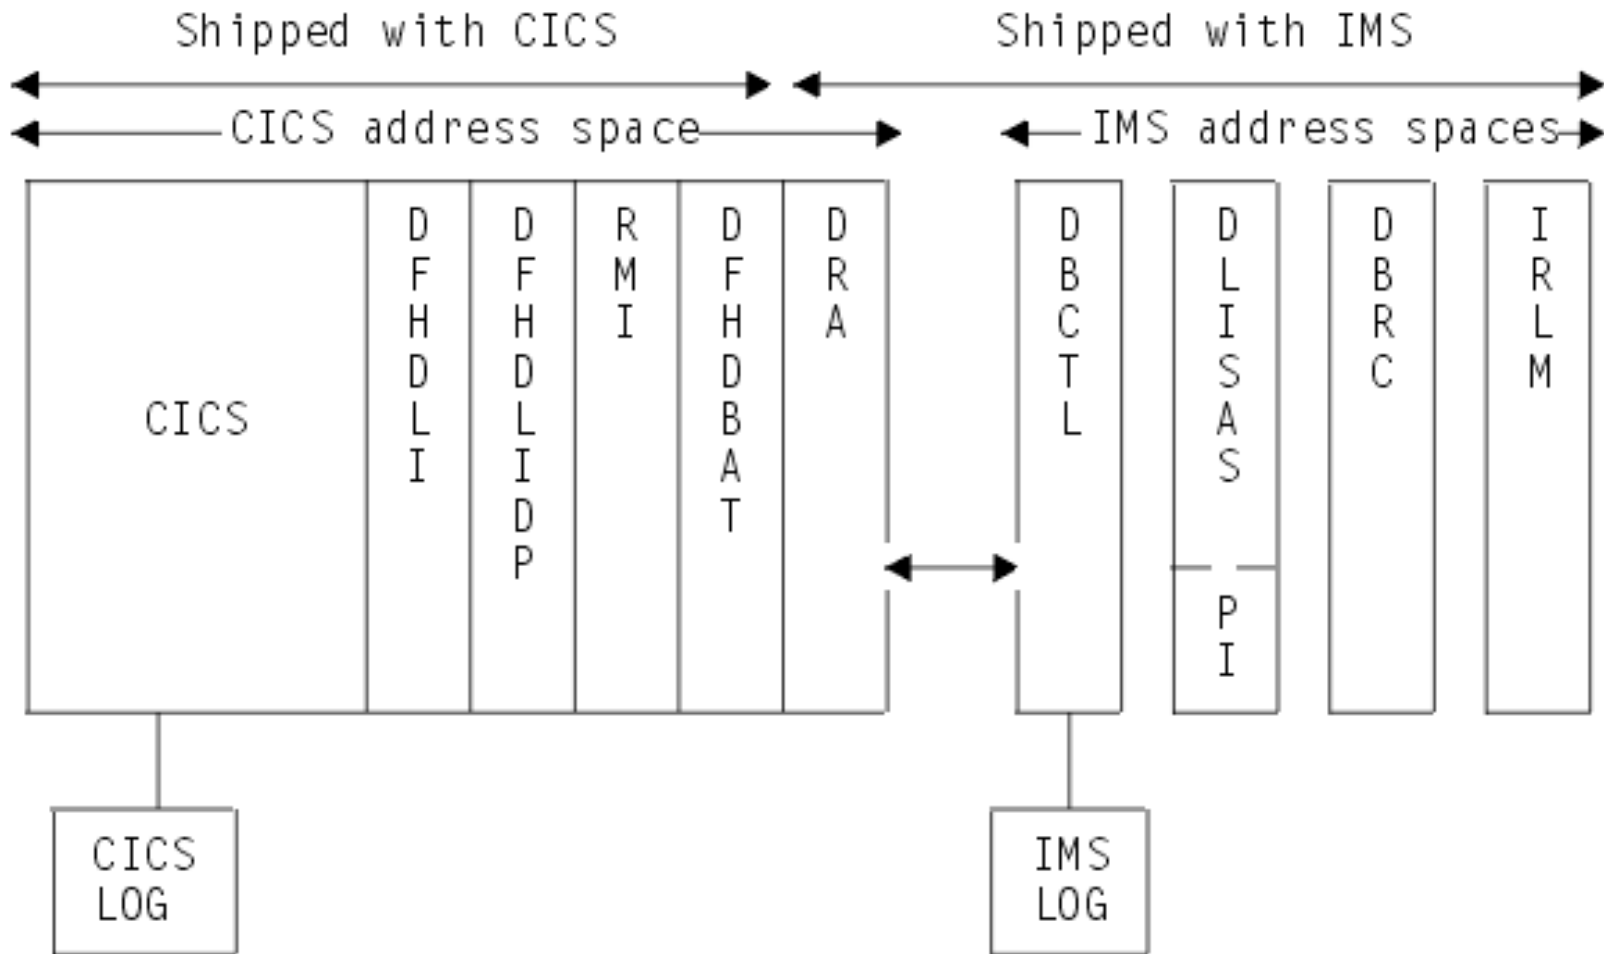 Shipped with CICS
Shipped with IMS
CICS address space
IMS address spaces
CICS
DFHDLI
DFHDLIDP
RMI
DFHDBAT
DRA
DBCTL
DLISAS
PI
DBRC
IRLM
CICS
LOG
IMS
LOG